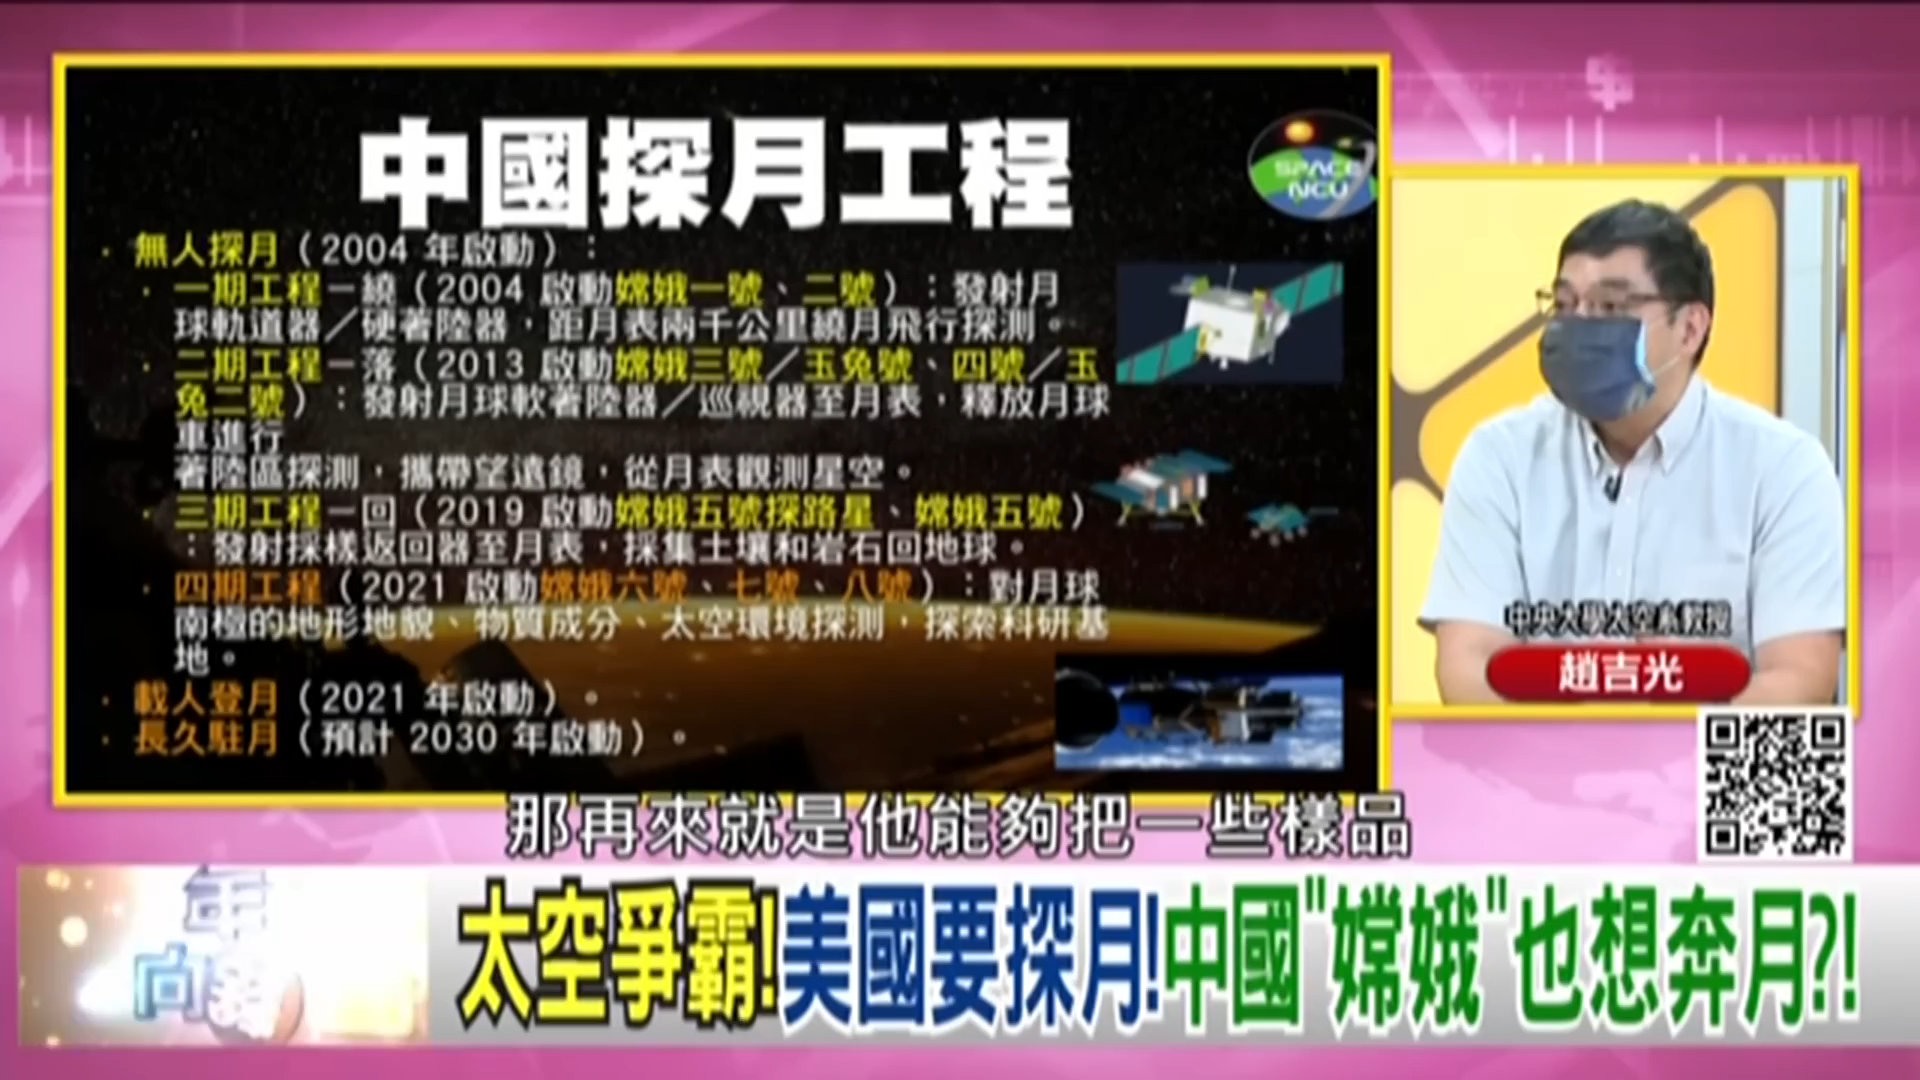 中國探月工程
SPACE
NCU
· 無人探月（2004 年啟動）：
· 一期工程－繞（2004 啟動嫦娥一號、二號）：發射月
球軌道器／硬著陸器，距月表兩千公里繞月飛行探測。
· 二期工程－落（2013 啟動嫦娥三號／玉兔號、四號／玉
兔二號）：發射月球軟著陸器／巡視器至月表，釋放月球
車進行
著陸區探測，攜帶望遠鏡，從月表觀測星空。
· 三期工程－回（2019 啟動嫦娥五號探路星、嫦娥五號）
：發射採樣返回器至月表，採集土壤和岩石回地球。
· 四期工程（2021 啟動嫦娥六號、七號、八號）：對月球
南極的地形地貌、物質成分、太空環境探測，探索科研基
地。
· 載人登月（2021 年啟動）。
· 長久駐月（預計 2030 年啟動）。
中央大學太空系教授
趙吉光
那再來就是他能夠把一些樣品
太空爭霸!美國要探月!中國"嫦娥"也想奔月?!